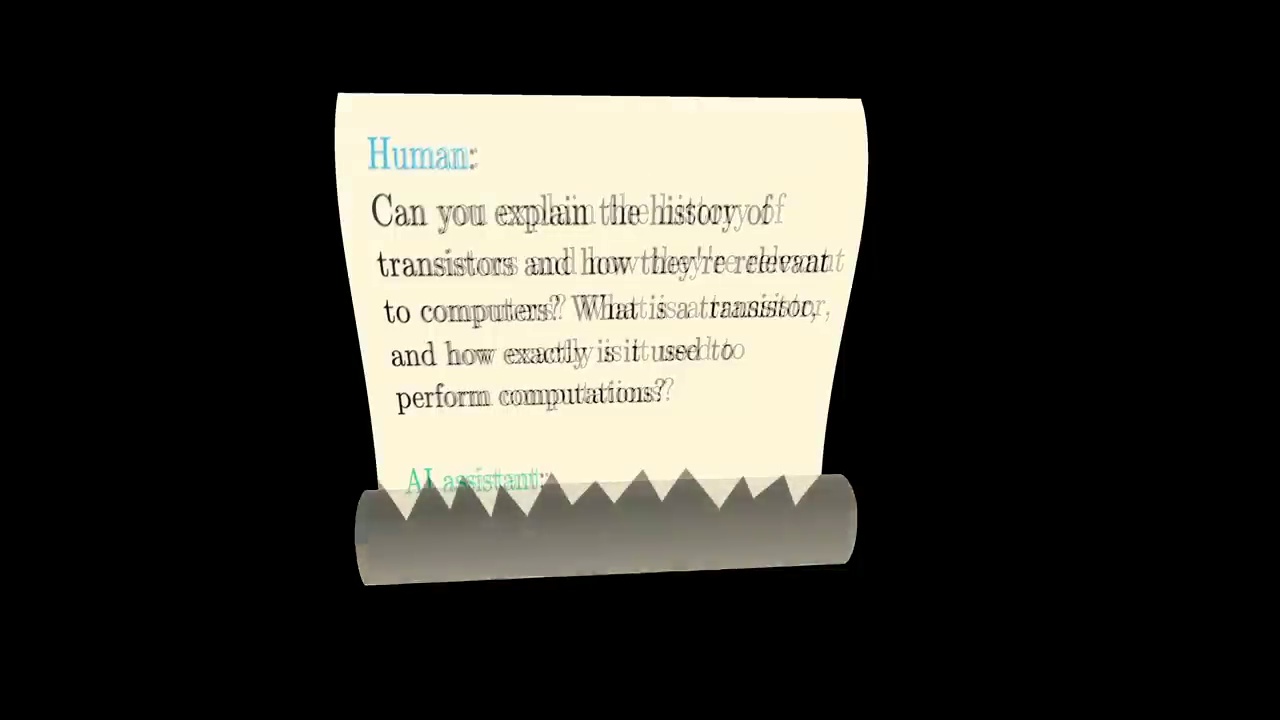 Human:
Can you explain the history of
transistors and how they're relevant
to computers? What is a transistor,
and how exactly is it used to
perform computations?
AI assistant: